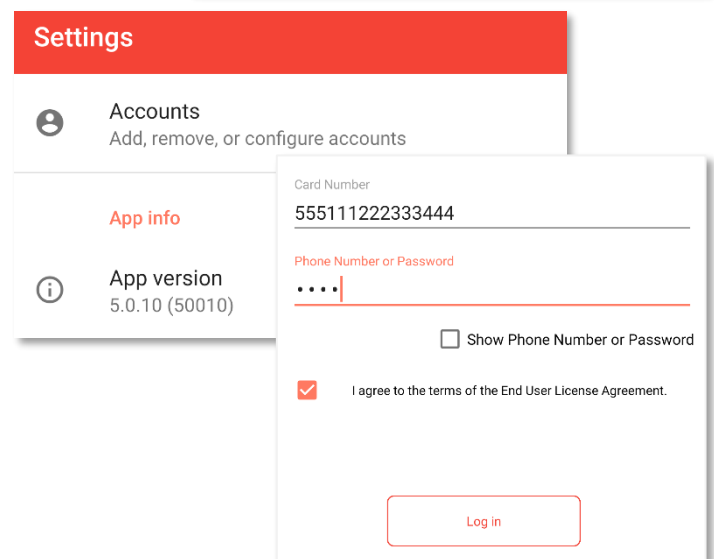 Settings
Accounts
Add, remove, or configure accounts
App info
App version
5.0.10 (50010)
Card Number
555111222333444
Phone Number or Password
••••
Show Phone Number or Password
I agree to the terms of the End User License Agreement.
Log in